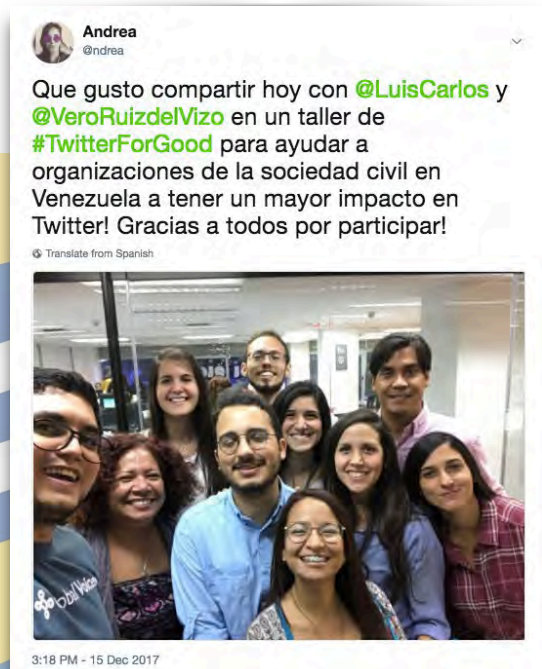 Andrea
@ndrea
Que gusto compartir hoy con @LuisCarlos y
@VeroRuizdelVizo en un taller de
#TwitterForGood para ayudar a
organizaciones de la sociedad civil en
Venezuela a tener un mayor impacto en
Twitter! Gracias a todos por participar!
Translate from Spanish
Voices
3:18 PM - 15 Dec 2017